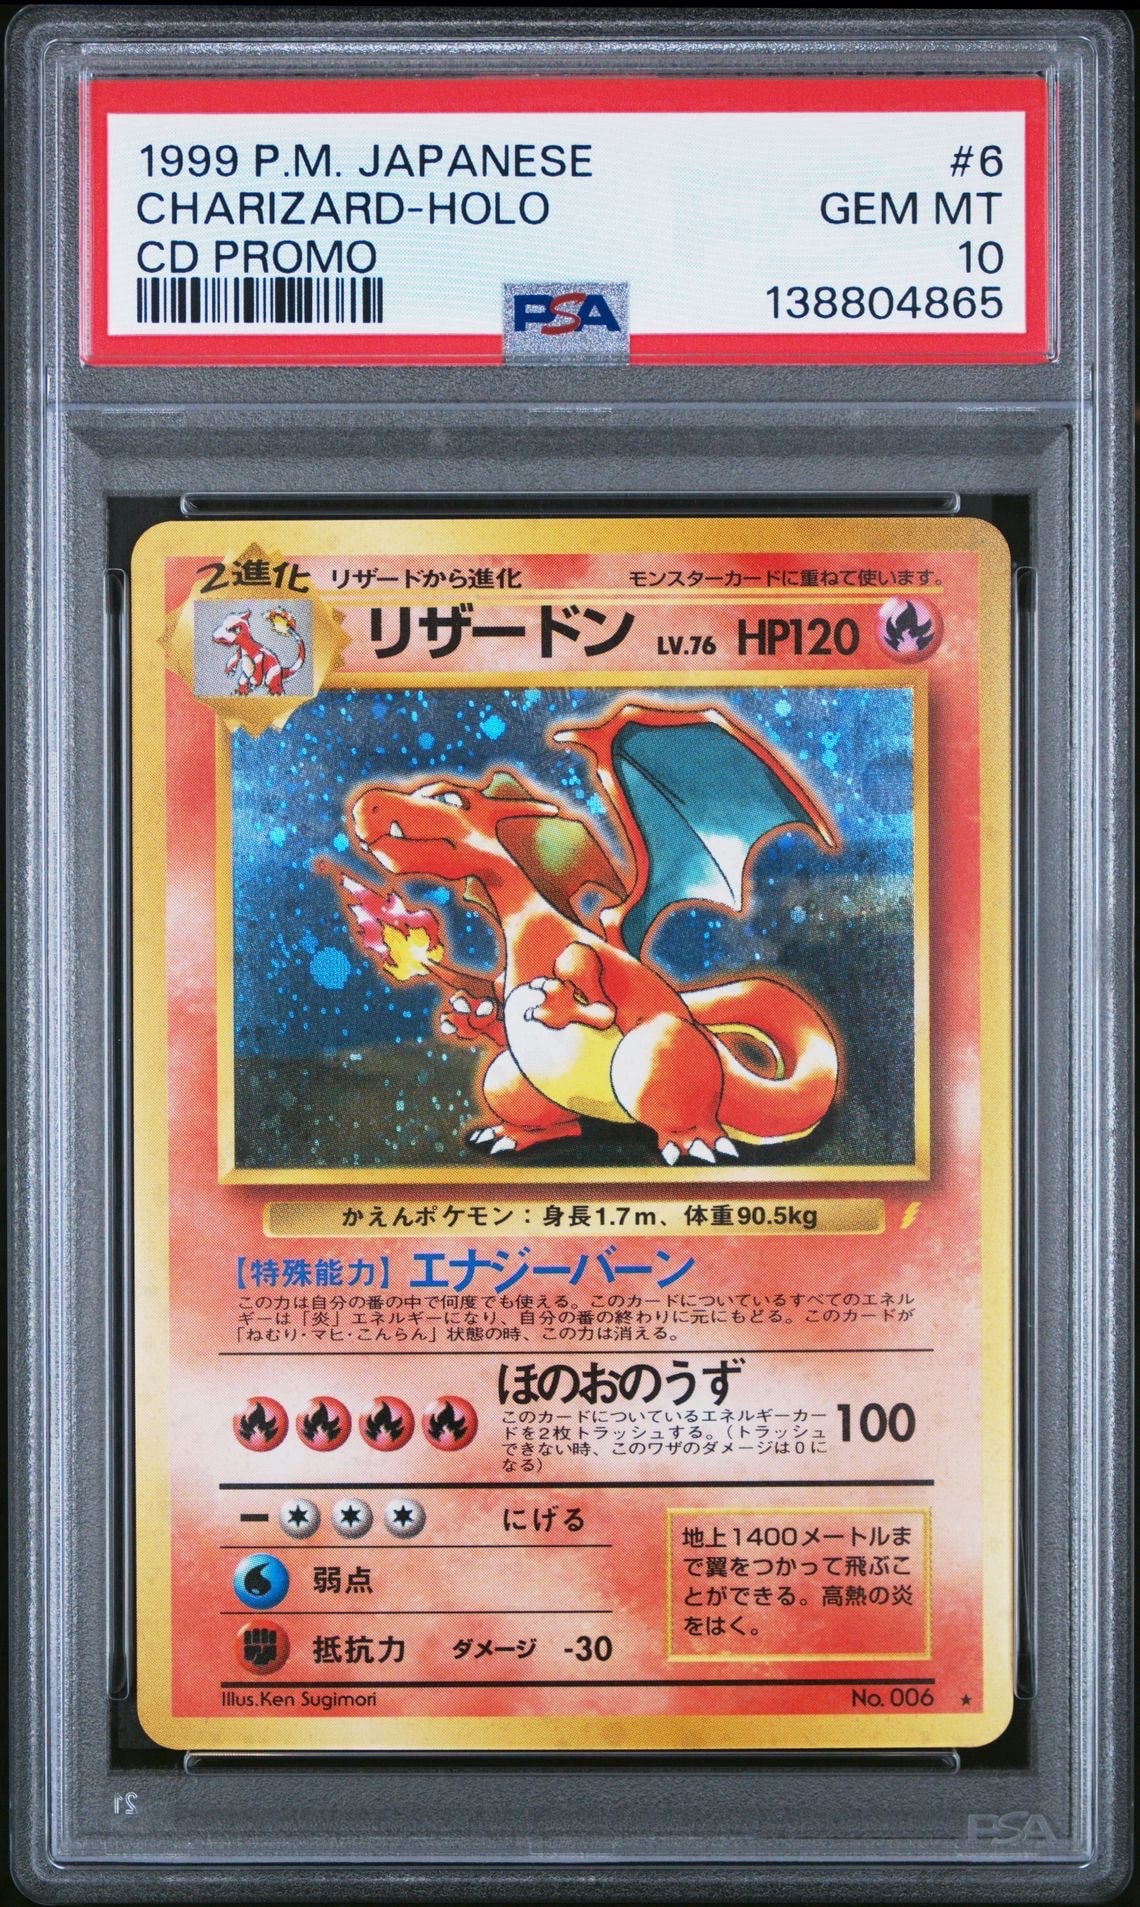 1999 P.M. JAPANESE #6
CHARIZARD-HOLO GEM MT
CD PROMO 10
PSA 138804865
2進化 リザードから進化 モンスターカードに重ねて使います。
リザードン LV.76 HP120
かえんポケモン:身長1.7m、体重90.5kg
【特殊能力】エナジーバーン
この力は自分の番の中で何度でも使える。このカードについているすべてのエネル
ギーは「炎」エネルギーになり、自分の番の終わりに元にもどる。このカードが
「ねむり・マヒ・こんらん」状態の時、この力は消える。
ほのおのうず
このカードについているエネルギーカー
ドを2枚トラッシュする。(トラッシュ
できない時、このワザのダメージは0に
なる)
100
ー にげる
弱点
抵抗力 ダメージ -30
地上1400メートルま
で翼をつかって飛ぶこ
とができる。高熱の炎
をはく。
Illus.Ken Sugimori No. 006 ★
21
PSA